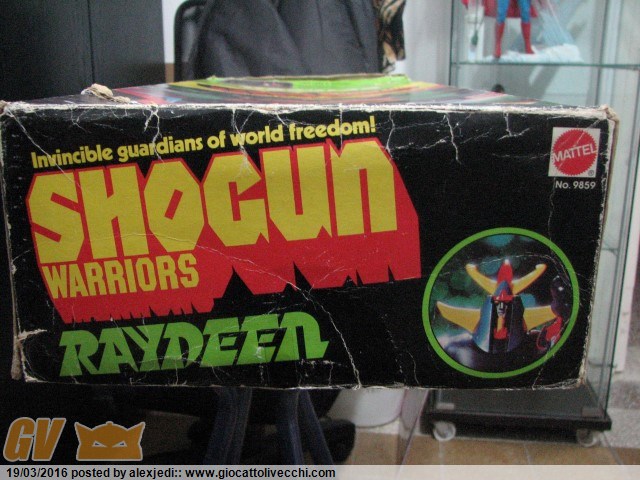 Invincible guardians of world freedom!
SHOGUN
WARRIORS
RAYDEEN
MATTEL
®
No. 9859
GV
19/03/2016 posted by alexjedi:: www.giocattolivecchi.com